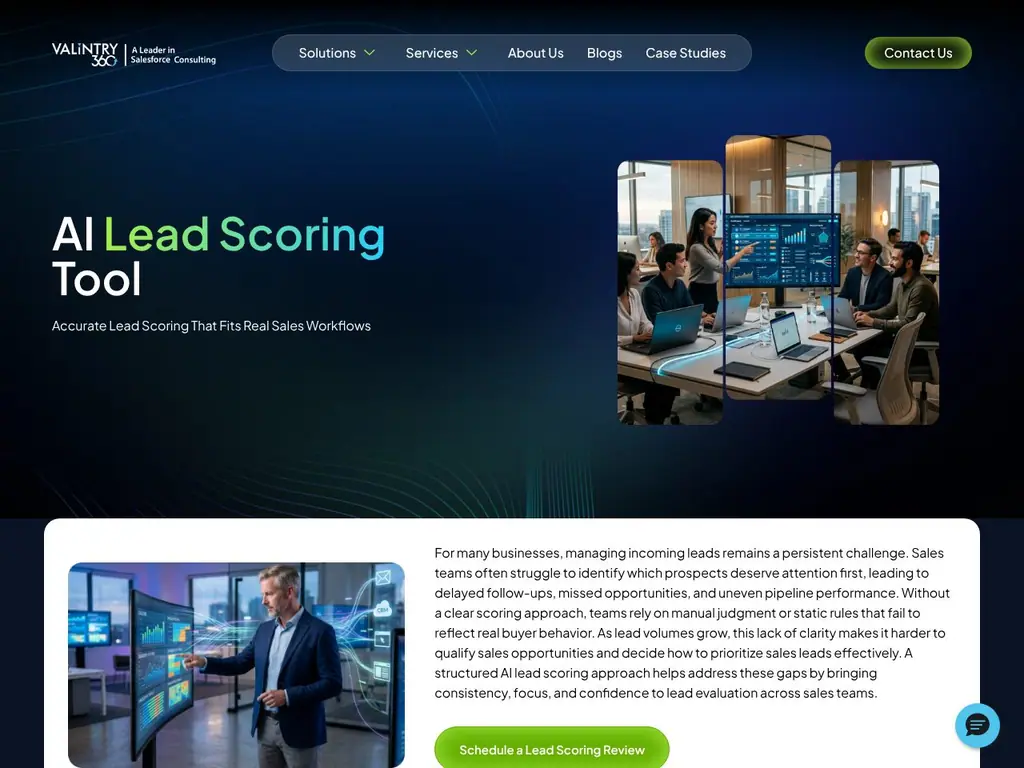 VALiNTRY
360
A Leader in
Salesforce Consulting
Solutions
Services
About Us
Blogs
Case Studies
Contact Us
AI Lead Scoring
Tool
Accurate Lead Scoring That Fits Real Sales Workflows
For many businesses, managing incoming leads remains a persistent challenge. Sales
teams often struggle to identify which prospects deserve attention first, leading to
delayed follow-ups, missed opportunities, and uneven pipeline performance. Without
a clear scoring approach, teams rely on manual judgment or static rules that fail to
reflect real buyer behavior. As lead volumes grow, this lack of clarity makes it harder to
qualify sales opportunities and decide how to prioritize sales leads effectively. A
structured AI lead scoring approach helps address these gaps by bringing
consistency, focus, and confidence to lead evaluation across sales teams.
CRM
Schedule a Lead Scoring Review